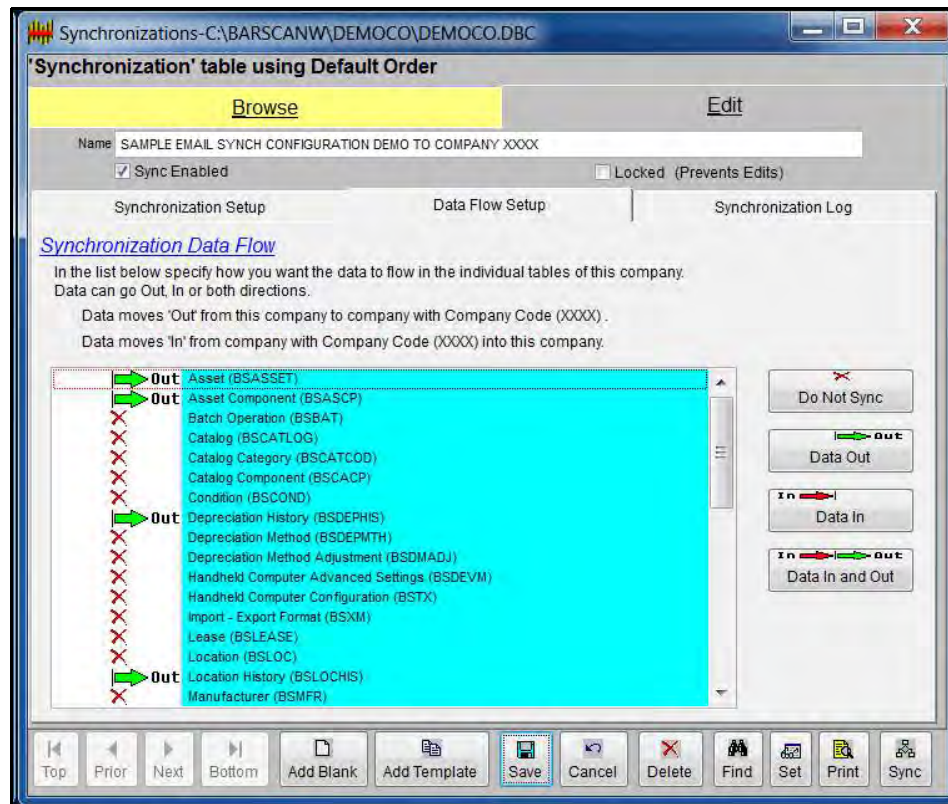 Synchronizations-C:\BARSCANW\DEMOCO\DEMOCO.DBC
'Synchronization' table using Default Order
Browse
Edit
Name SAMPLE EMAIL SYNCH CONFIGURATION DEMO TO COMPANY XXXX
Sync Enabled
Locked (Prevents Edits)
Synchronization Setup
Data Flow Setup
Synchronization Log
Synchronization Data Flow
In the list below specify how you want the data to flow in the individual tables of this company.
Data can go Out, In or both directions.
Data moves 'Out' from this company to company with Company Code (XXXX) .
Data moves 'In' from company with Company Code (XXXX) into this company.
Out Asset (BSASSET)
Out Asset Component (BSASCP)
Batch Operation (BSBAT)
Catalog (BSCATLOG)
Catalog Category (BSCATCOD)
Catalog Component (BSCACP)
Condition (BSCOND)
Out Depreciation History (BSDEPHIS)
Depreciation Method (BSDEPMTH)
Depreciation Method Adjustment (BSDMADJ)
Handheld Computer Advanced Settings (BSDEVM)
Handheld Computer Configuration (BSTX)
Import - Export Format (BSXM)
Lease (BSLEASE)
Location (BSLOC)
Out Location History (BSLOCHIS)
Manufacturer (BSMFR)
Do Not Sync
Out
Data Out
In
Data In
In Out
Data In and Out
Top
Prior
Next
Bottom
Add Blank
Add Template
Save
Cancel
Delete
Find
Set
Print
Sync